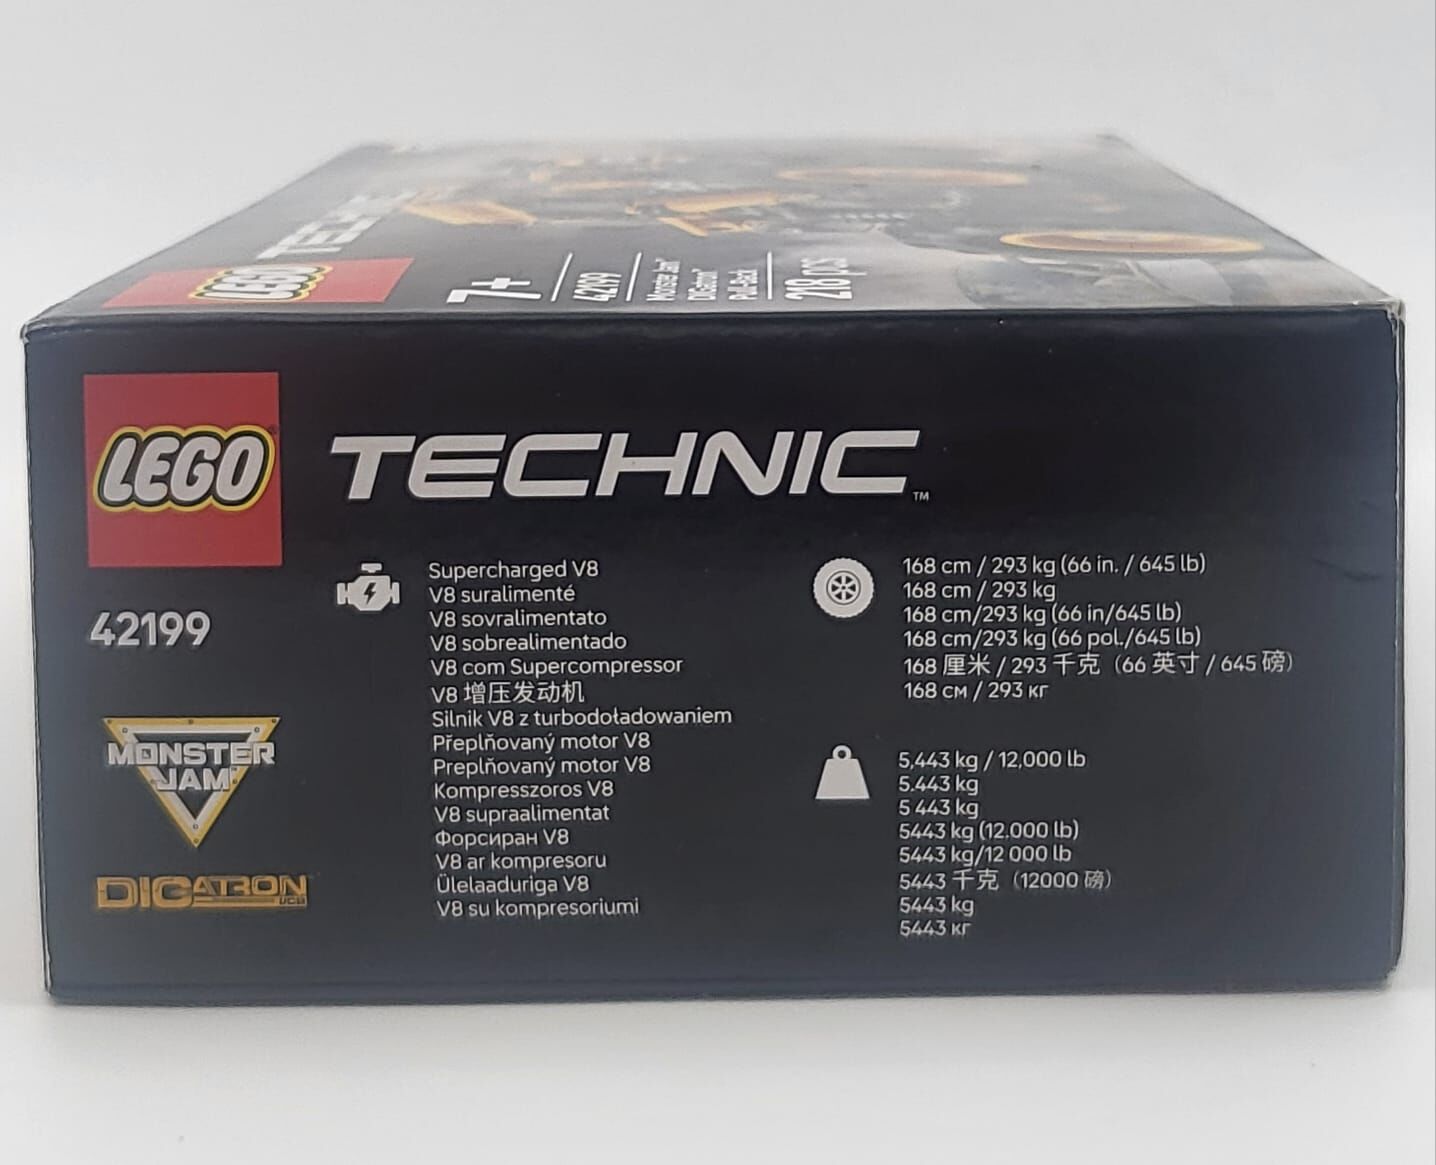 TECHNIC
LEGO
7+
42199
Monster Jam™
DIGatron™
Pull-Back
218 pcs
LEGO®
TECHNIC™
42199
MONSTER
JAM
DIGATRON
Supercharged V8
V8 suralimenté
V8 sovralimentato
V8 sobrealimentado
V8 com Supercompressor
V8 增压发动机
Silnik V8 z turbodoładowaniem
Přeplňovaný motor V8
Preplňovaný motor V8
Kompresszoros V8
V8 supraalimentat
Форсиран V8
V8 ar kompresoru
Ülelaaduriga V8
V8 su kompresoriumi
168 cm / 293 kg (66 in. / 645 lb)
168 cm / 293 kg
168 cm/293 kg (66 in/645 lb)
168 cm/293 kg (66 pol./645 lb)
168 厘米 / 293 千克（66 英寸 / 645 磅）
168 см / 293 кг
5,443 kg / 12,000 lb
5.443 kg
5 443 kg
5443 kg (12.000 lb)
5443 kg/12 000 lb
5443 千克（12000 磅）
5443 kg
5443 кг